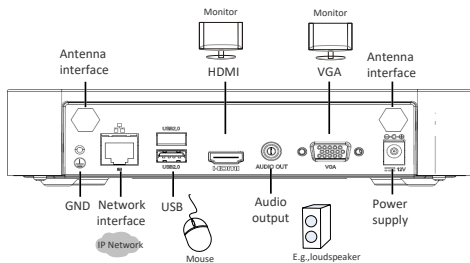 Monitor
Monitor
Antenna
interface
HDMI
VGA
Antenna
interface
USB2.0
USB2.0
HDMI
AUDIO OUT
VGA
12V
GND
Network
interface
USB
Audio
output
Power
supply
IP Network
Mouse
E.g.,loudspeaker